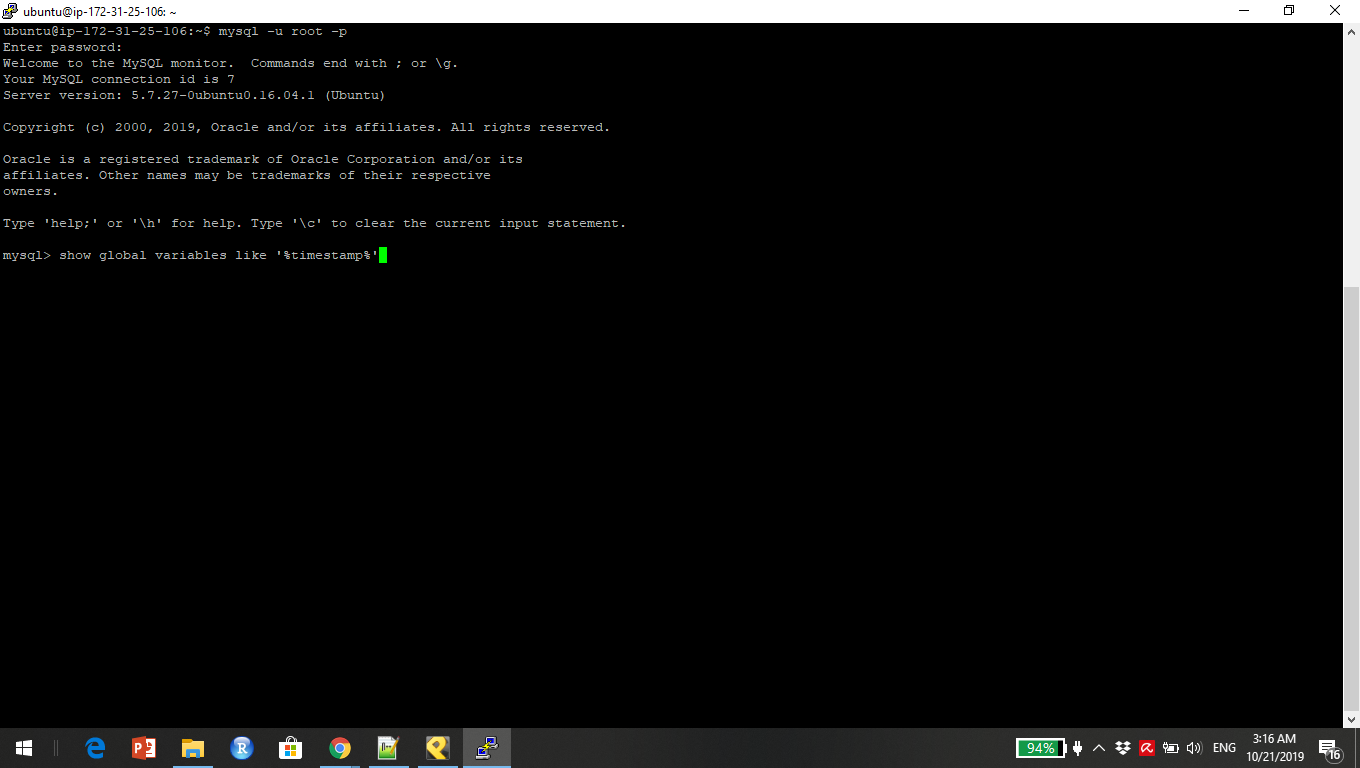 ubuntu@ip-172-31-25-106: ~
ubuntu@ip-172-31-25-106:~$ mysql -u root -p
Enter password:
Welcome to the MySQL monitor.  Commands end with ; or \g.
Your MySQL connection id is 7
Server version: 5.7.27-0ubuntu0.16.04.1 (Ubuntu)
Copyright (c) 2000, 2019, Oracle and/or its affiliates. All rights reserved.
Oracle is a registered trademark of Oracle Corporation and/or its
affiliates. Other names may be trademarks of their respective
owners.
Type 'help;' or '\h' for help. Type '\c' to clear the current input statement.
mysql> show global variables like '%timestamp%'
94%
ENG
3:16 AM
10/21/2019
16